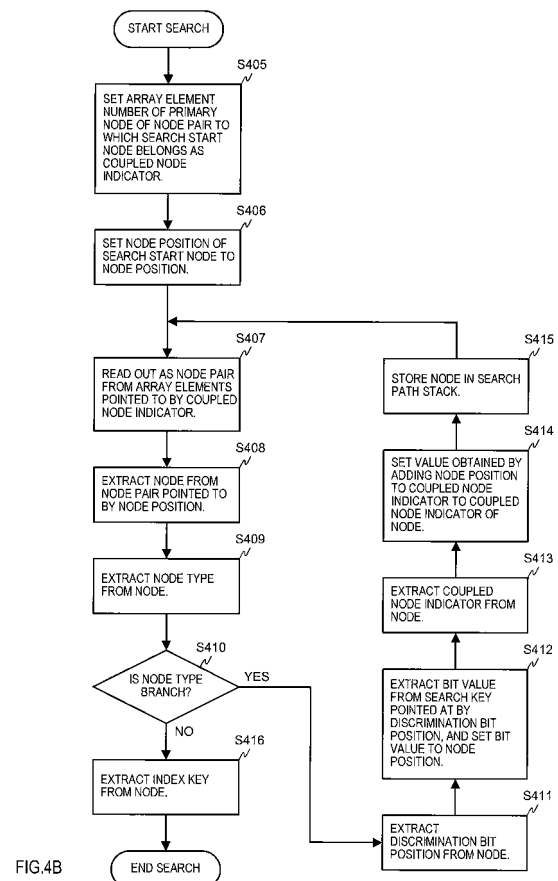 START SEARCH
S405
SET ARRAY ELEMENT
NUMBER OF PRIMARY
NODE OF NODE PAIR TO
WHICH SEARCH START
NODE BELONGS AS
COUPLED NODE
INDICATOR.
S406
SET NODE POSITION OF
SEARCH START NODE TO
NODE POSITION.
S407
READ OUT AS NODE PAIR
FROM ARRAY ELEMENTS
POINTED TO BY COUPLED
NODE INDICATOR.
S408
EXTRACT NODE FROM
NODE PAIR POINTED TO
BY NODE POSITION.
S409
EXTRACT NODE TYPE
FROM NODE.
S410
IS NODE TYPE
BRANCH?
YES
NO
S416
EXTRACT INDEX KEY
FROM NODE.
END SEARCH
S415
STORE NODE IN SEARCH
PATH STACK.
S414
SET VALUE OBTAINED BY
ADDING NODE POSITION
TO COUPLED NODE
INDICATOR TO COUPLED
NODE INDICATOR OF
NODE.
S413
EXTRACT COUPLED
NODE INDICATOR FROM
NODE.
S412
EXTRACT BIT VALUE
FROM SEARCH KEY
POINTED AT BY
DISCRIMINATION BIT
POSITION, AND SET BIT
VALUE TO NODE
POSITION.
S411
EXTRACT
DISCRIMINATION BIT
POSITION FROM NODE.
FIG.4B